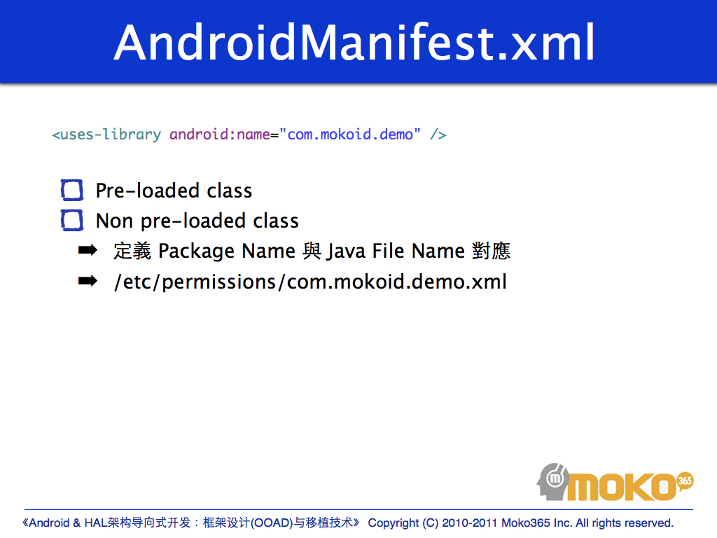 AndroidManifest.xml
<uses-library android:name="com.mokoid.demo" />
Pre-loaded class
Non pre-loaded class
➡ 定義 Package Name 與 Java File Name 對應
➡ /etc/permissions/com.mokoid.demo.xml
m MOKO 365
《Android & HAL架构导向式开发：框架设计(OOAD)与移植技术》 Copyright (C) 2010-2011 Moko365 Inc. All rights reserved.